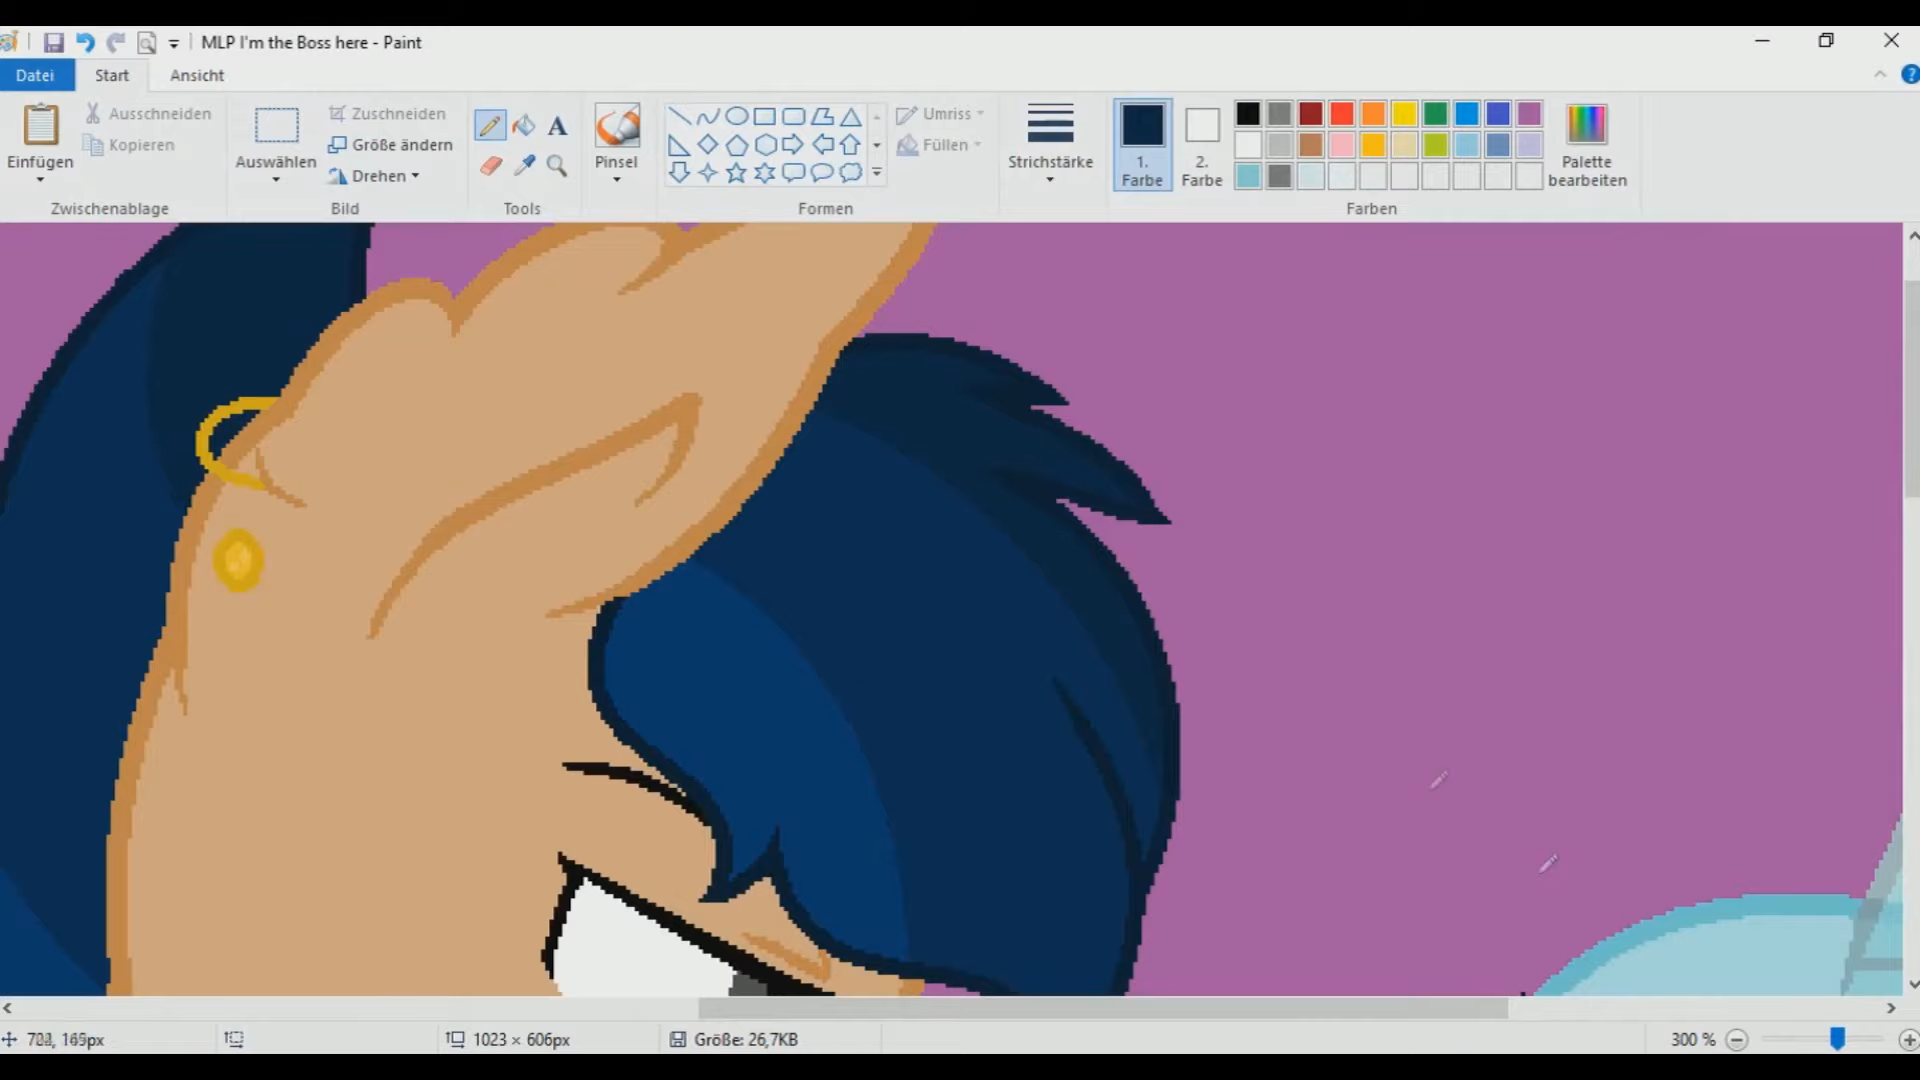 MLP I'm the Boss here - Paint
Datei Start Ansicht
Einfügen
Ausschneiden
Kopieren
Zwischenablage
Auswählen
Zuschneiden
Größe ändern
Drehen
Bild
A
Tools
Pinsel
Formen
Umriss
Füllen
Strichstärke
1.
Farbe
2.
Farbe
Farben
Palette
bearbeiten
?
1023 × 606px
Größe: 26,7KB
300 %